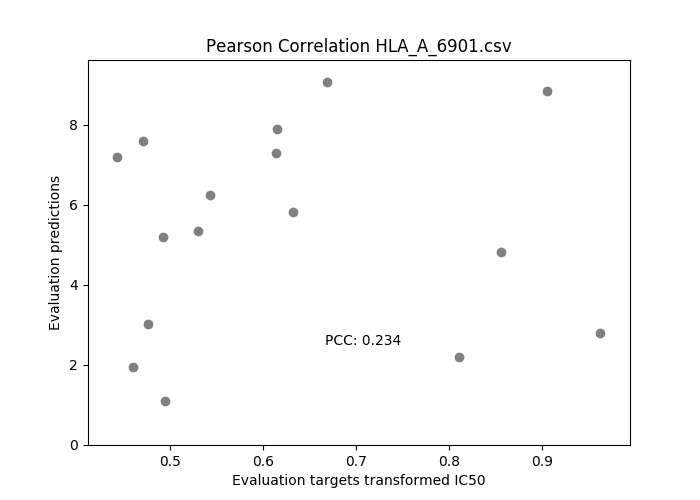 Pearson Correlation HLA_A_6901.csv
8
6
4
2
0
Evaluation predictions
PCC: 0.234
0.5 0.6 0.7 0.8 0.9
Evaluation targets transformed IC50